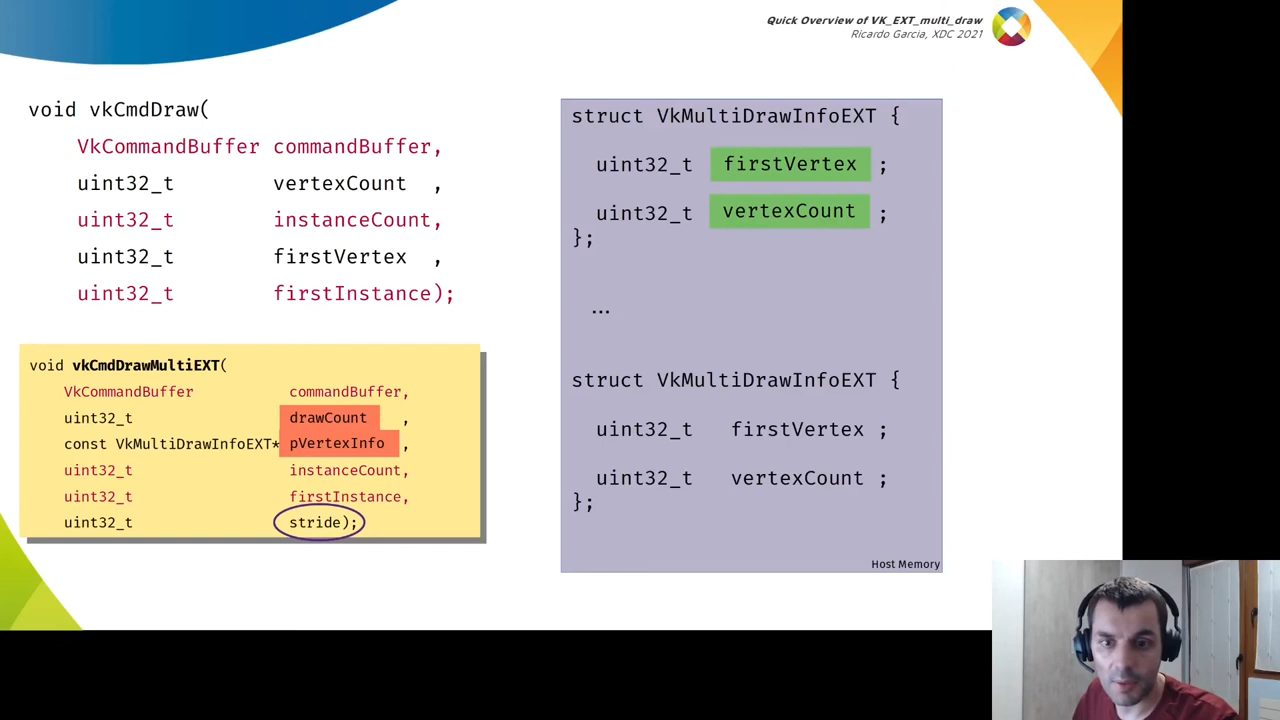 Quick Overview of VK_EXT_multi_draw
Ricardo Garcia, XDC 2021
void vkCmdDraw(
VkCommandBuffer commandBuffer,
uint32_t vertexCount ,
uint32_t instanceCount,
uint32_t firstVertex ,
uint32_t firstInstance);
void vkCmdDrawMultiEXT(
VkCommandBuffer commandBuffer,
uint32_t drawCount ,
const VkMultiDrawInfoEXT* pVertexInfo ,
uint32_t instanceCount,
uint32_t firstInstance,
uint32_t stride);
struct VkMultiDrawInfoEXT {
uint32_t firstVertex ;
uint32_t vertexCount ;
};
...
struct VkMultiDrawInfoEXT {
uint32_t firstVertex ;
uint32_t vertexCount ;
};
Host Memory